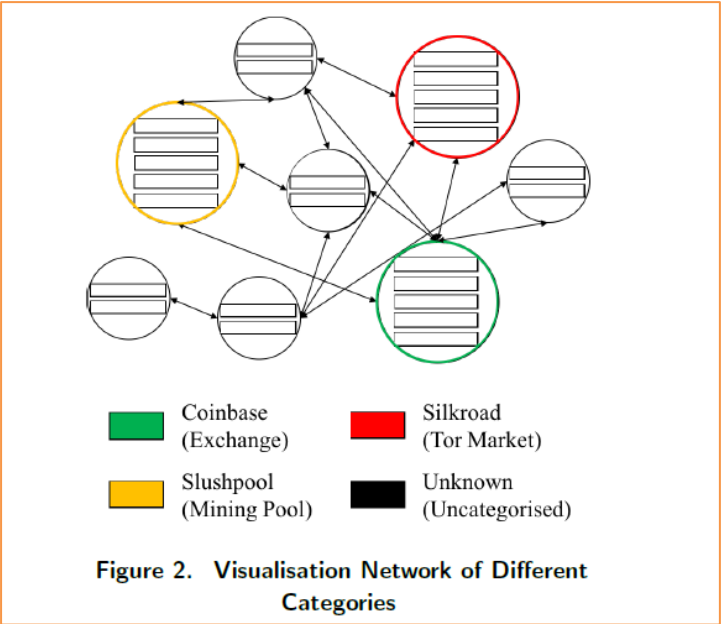 Coinbase
(Exchange)
Silkroad
(Tor Market)
Slushpool
(Mining Pool)
Unknown
(Uncategorised)
Figure 2. Visualisation Network of Different
Categories